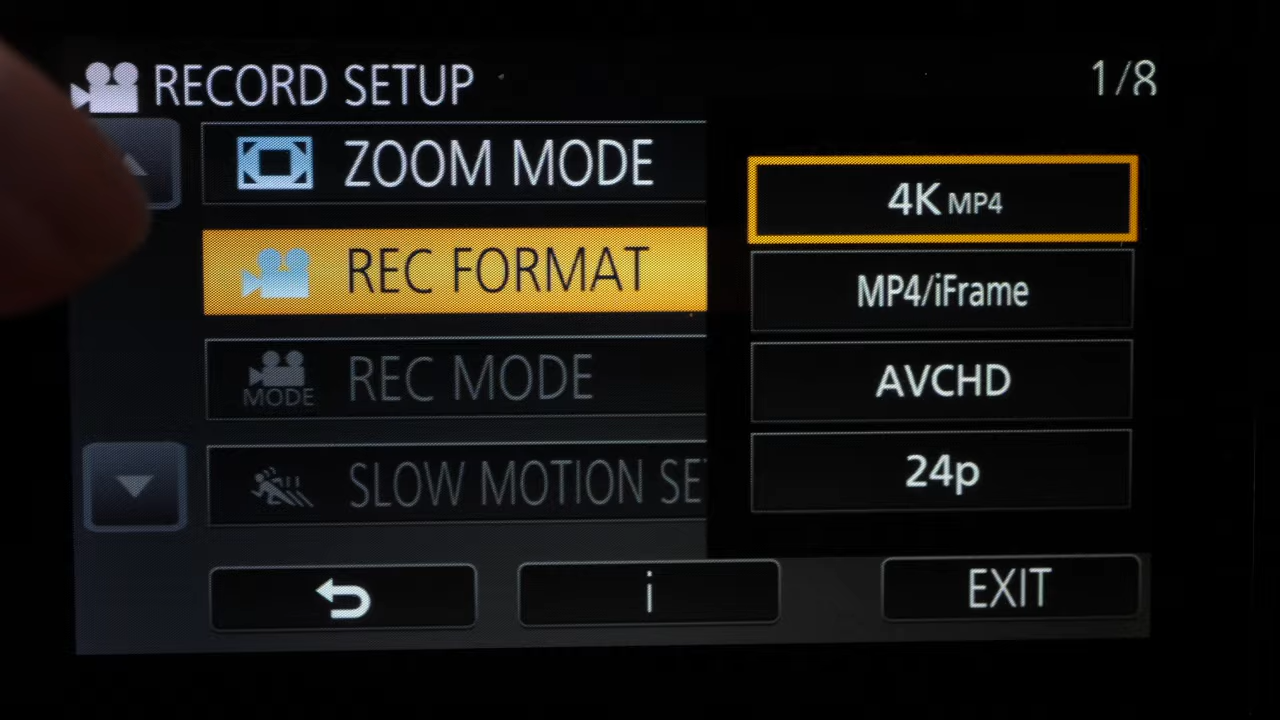 RECORD SETUP
1/8
ZOOM MODE
REC FORMAT
MODE
REC MODE
SLOW MOTION SE
4K MP4
MP4/iFrame
AVCHD
24p
i
EXIT